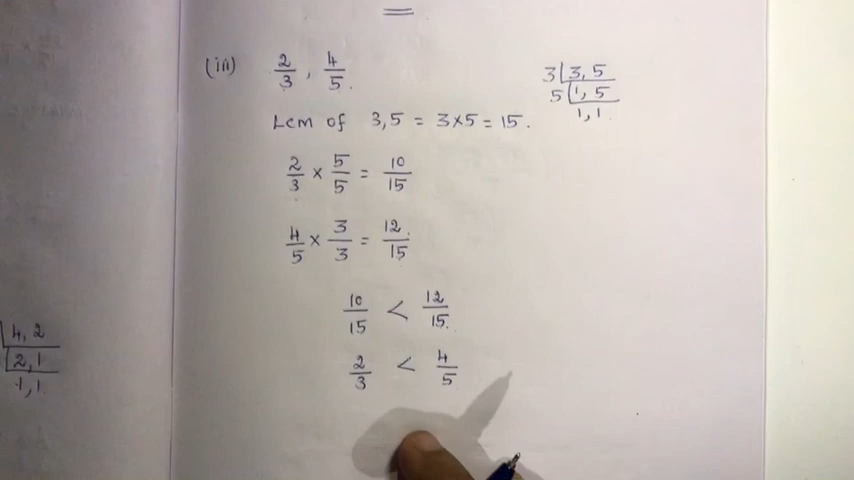 (iii) 2/3 , 4/5.
3 | 3, 5
5 | 1, 5
1, 1.
Lcm of 3,5 = 3×5 = 15.
2/3 × 5/5 = 10/15
4/5 × 3/3 = 12/15
10/15 < 12/15.
2/3 < 4/5
4, 2
2, 1
1, 1